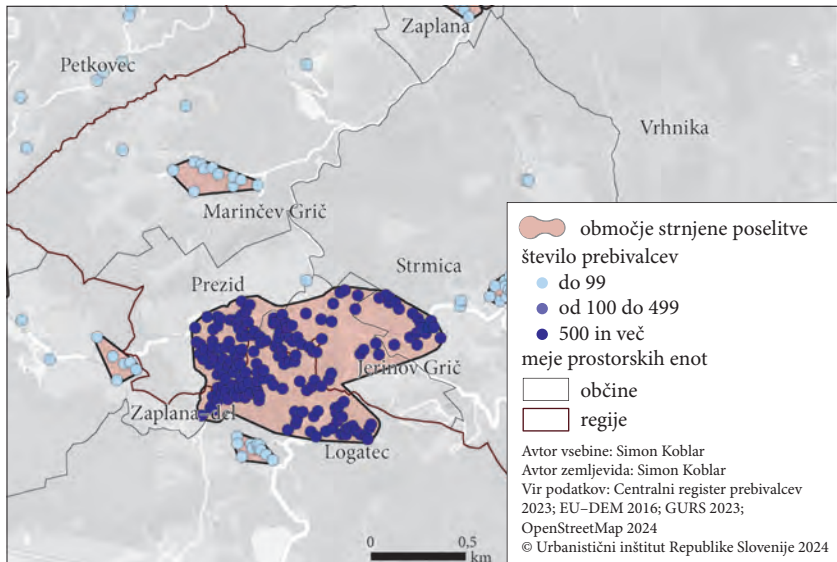 Zaplana
Petkovec
Vrhnika
Marinčev Grič
Prezid
Strmica
Jerinov Grič
Zaplana–del
Logatec
0 0,5
km
območje strnjene poselitve
število prebivalcev
do 99
od 100 do 499
500 in več
meje prostorskih enot
občine
regije
Avtor vsebine: Simon Koblar
Avtor zemljevida: Simon Koblar
Vir podatkov: Centralni register prebivalcev
2023; EU–DEM 2016; GURS 2023;
OpenStreetMap 2024
© Urbanistični inštitut Republike Slovenije 2024